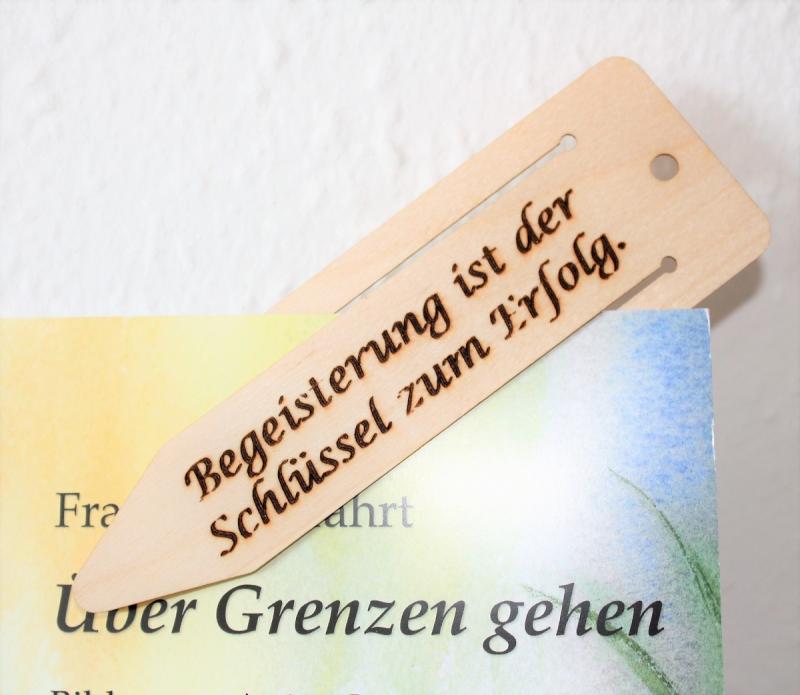 Begeisterung ist der
Schlüssel zum Erfolg.
Über Grenzen gehen